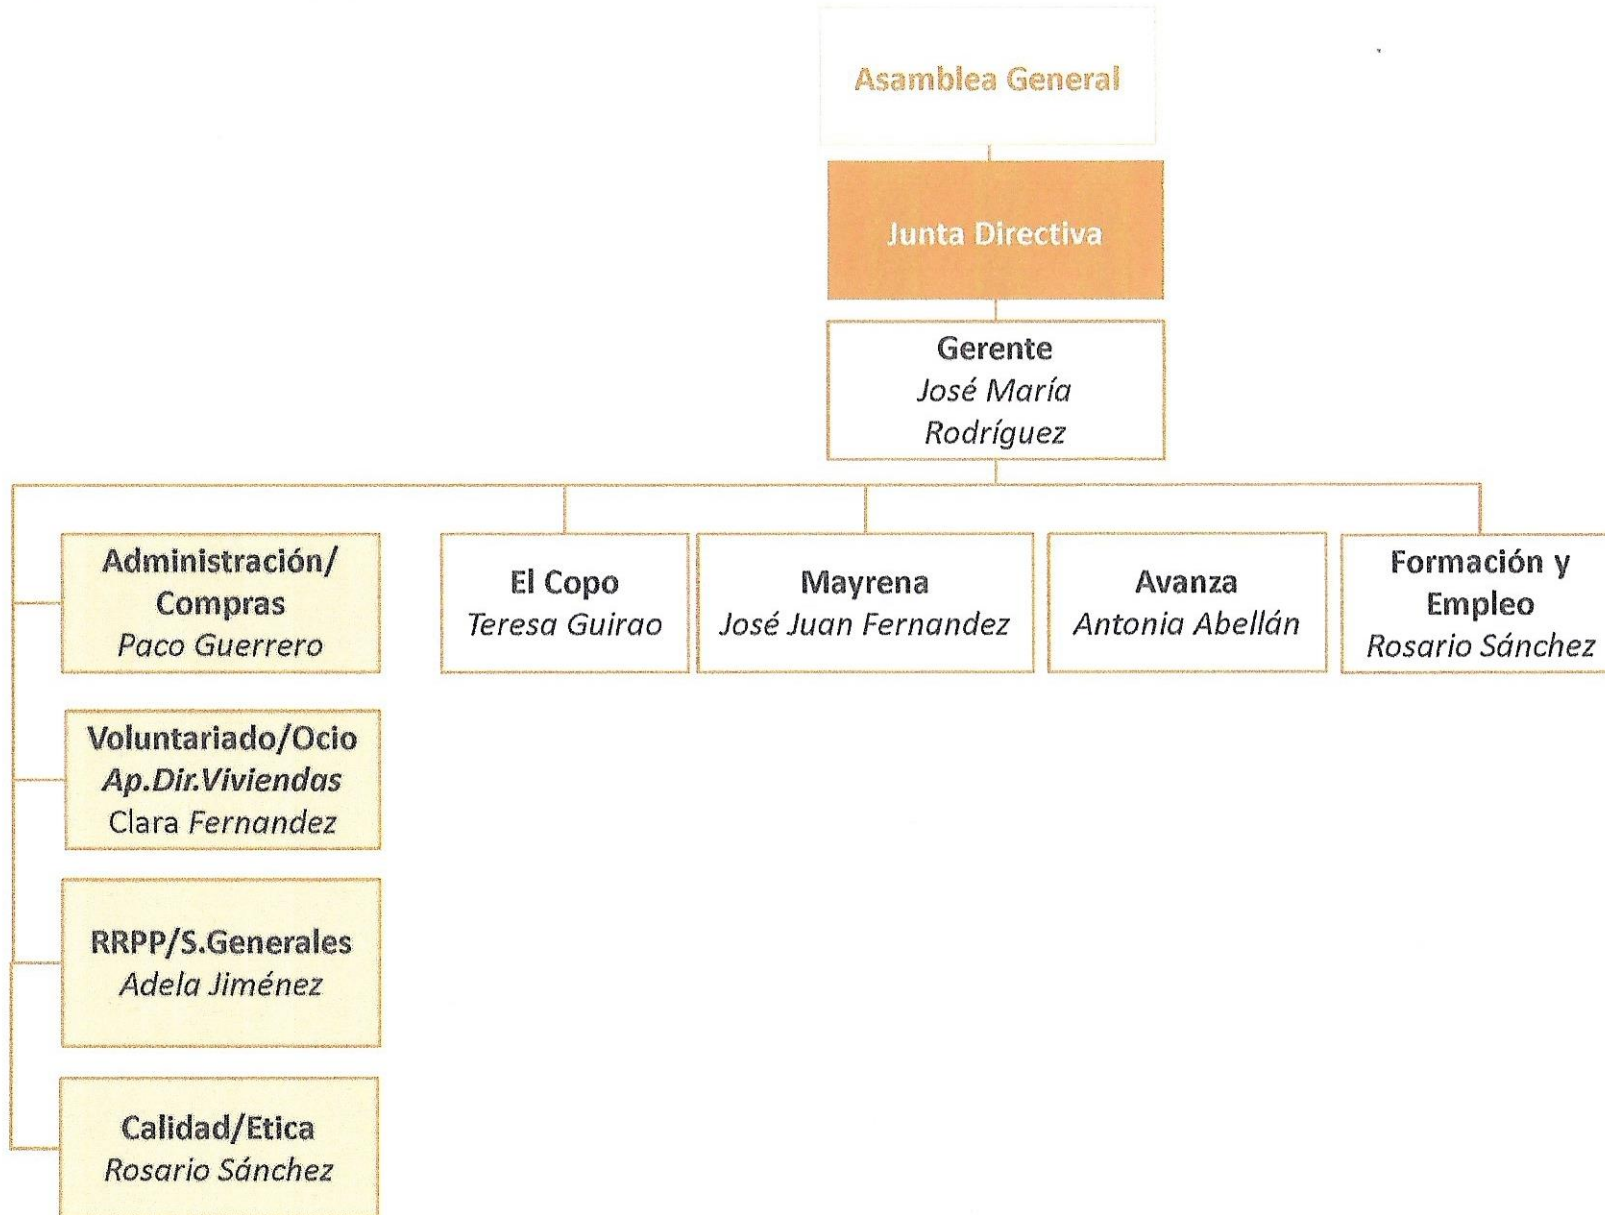 Asamblea General
Junta Directiva
Gerente
José María
Rodríguez
Administración/
Compras
Paco Guerrero
El Copo
Teresa Guirao
Mayrena
José Juan Fernandez
Avanza
Antonia Abellán
Formación y
Empleo
Rosario Sánchez
Voluntariado/Ocio
Ap.Dir.Viviendas
Clara Fernandez
RRPP/S.Generales
Adela Jiménez
Calidad/Etica
Rosario Sánchez